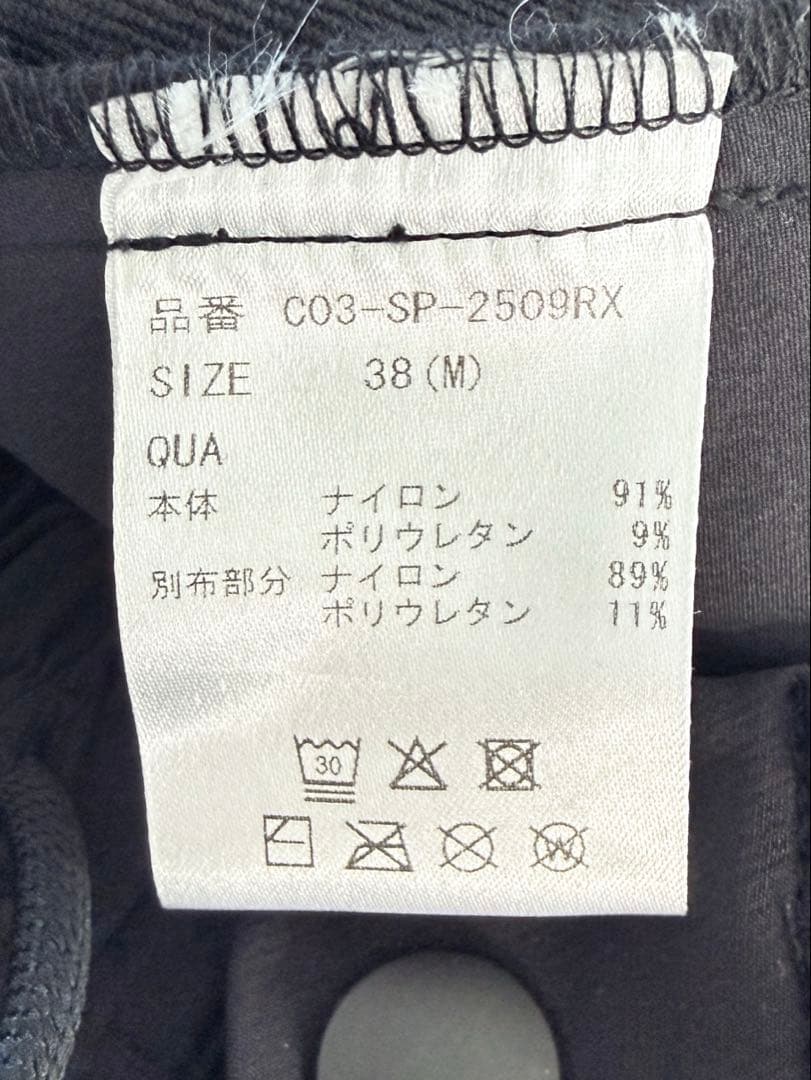 品番 C03-SP-2509RX
SIZE 38(M)
QUA
本体 ナイロン 91%
ポリウレタン 9%
別布部分 ナイロン 89%
ポリウレタン 11%
30
W